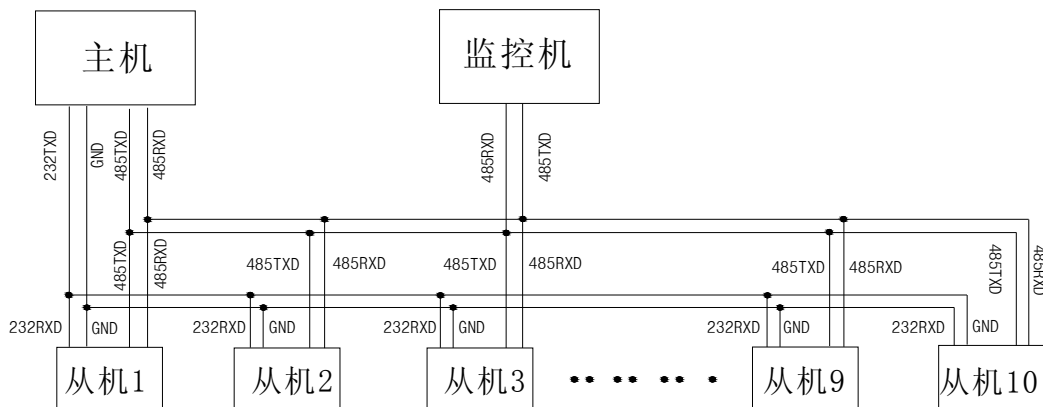 主机
监控机
232TXD
GND
485TXD
485RXD
485RXD
485TXD
485TXD
485RXD
485TXD
485RXD
485TXD
485RXD
485TXD
485RXD
485TXD
485RXD
232RXD
GND
232RXD
GND
232RXD
GND
232RXD
GND
232RXD
GND
从机1
从机2
从机3
从机9
从机10